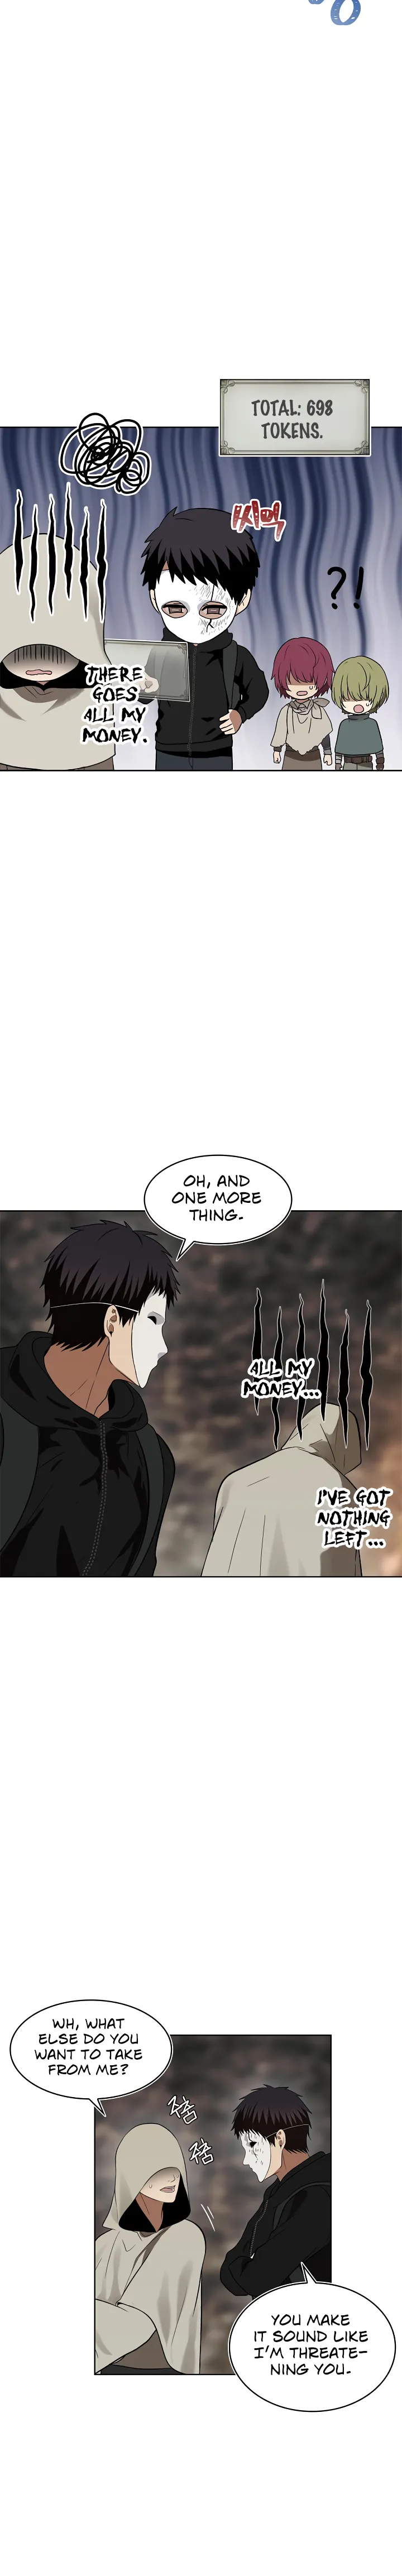 TOTAL: 698
TOKENS.
씨익
?!
THERE
GOES
ALL MY
MONEY.
OH, AND
ONE MORE
THING.
ALL MY
MONEY...
I'VE GOT
NOTHING
LEFT...
WH, WHAT
ELSE DO YOU
WANT TO TAKE
FROM ME?
YOU MAKE
IT SOUND LIKE
I'M THREATE-
NING YOU.